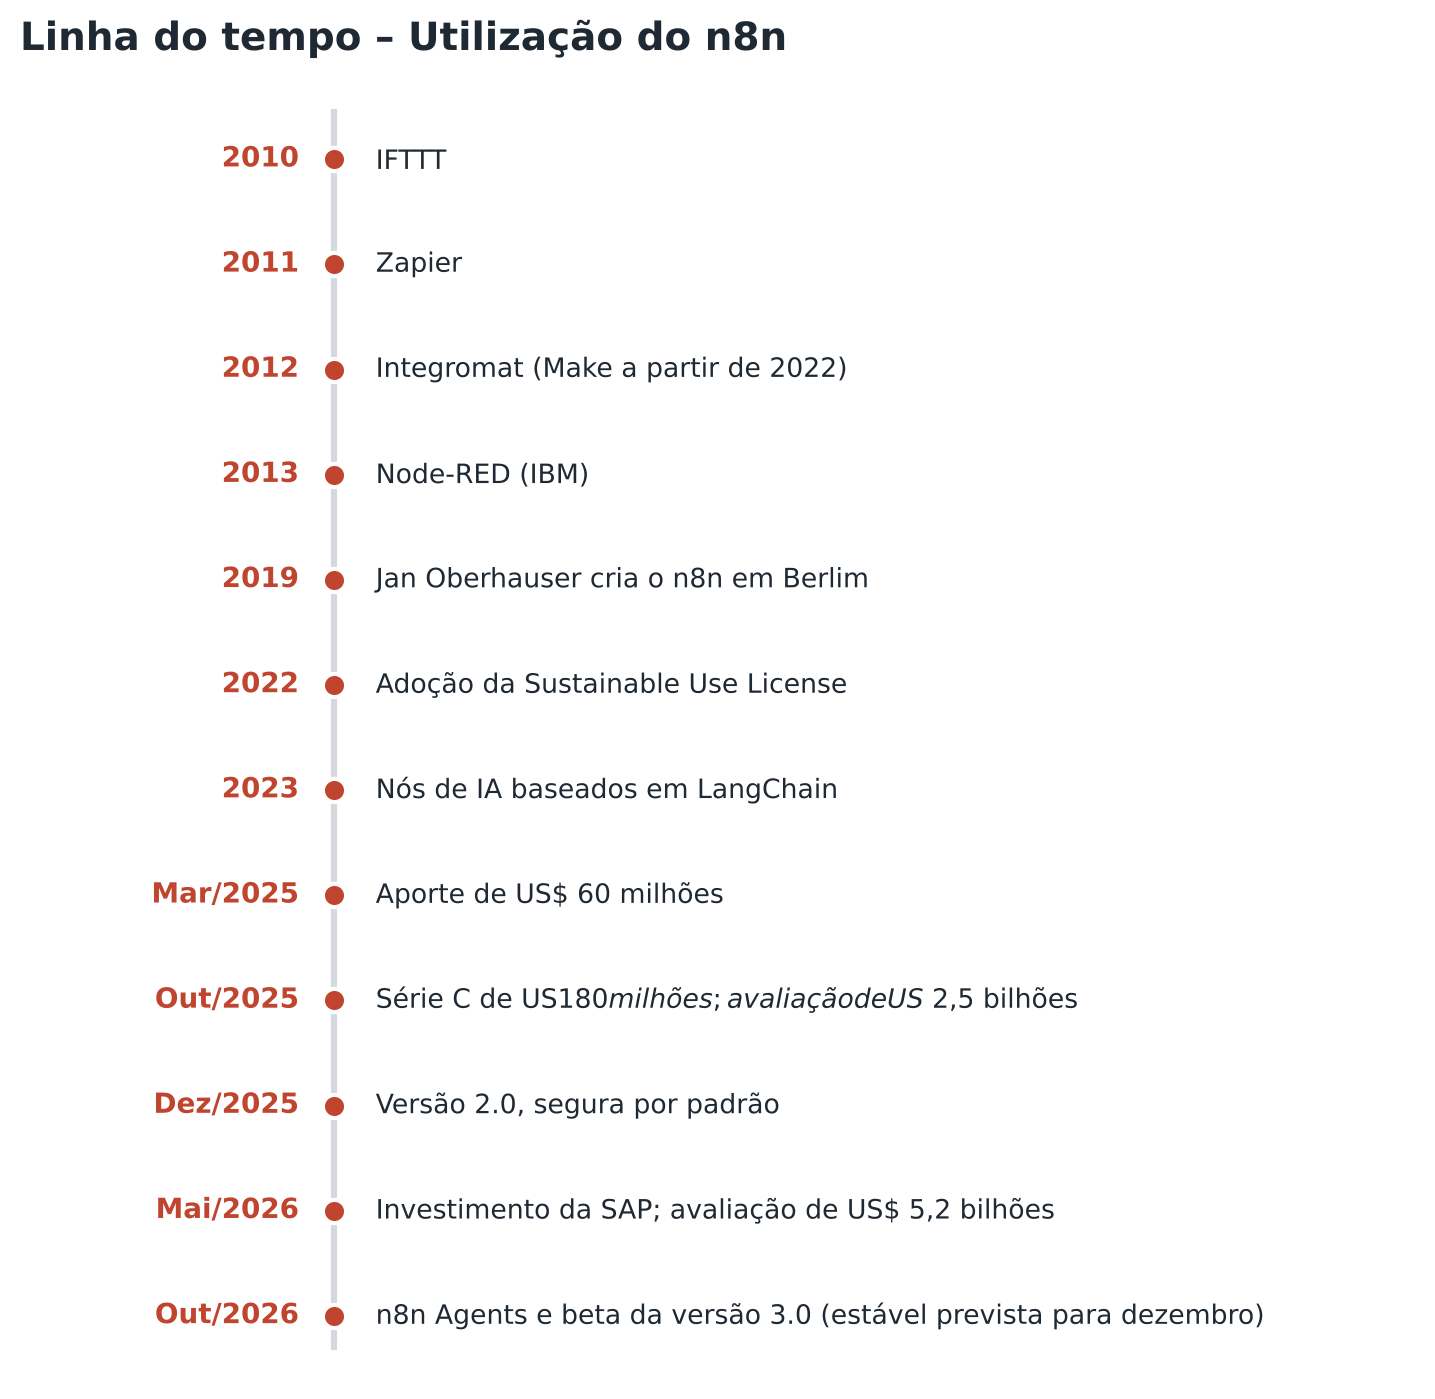 Linha do tempo – Utilização do n8n
2010 IFTTT
2011 Zapier
2012 Integromat (Make a partir de 2022)
2013 Node-RED (IBM)
2019 Jan Oberhauser cria o n8n em Berlim
2022 Adoção da Sustainable Use License
2023 Nós de IA baseados em LangChain
Mar/2025 Aporte de US$ 60 milhões
Out/2025 Série C de US180milhões;avaliaçãodeUS 2,5 bilhões
Dez/2025 Versão 2.0, segura por padrão
Mai/2026 Investimento da SAP; avaliação de US$ 5,2 bilhões
Out/2026 n8n Agents e beta da versão 3.0 (estável prevista para dezembro)